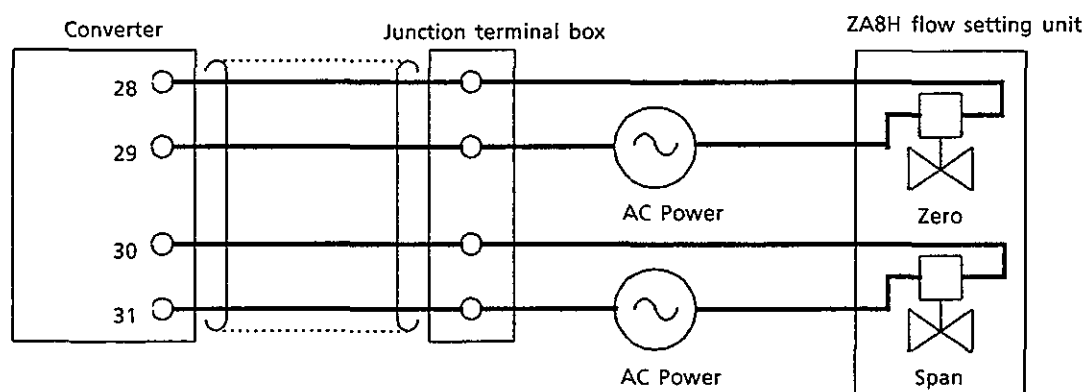 Converter
Junction terminal box
ZA8H flow setting unit
28
29
AC Power
Zero
30
31
AC Power
Span